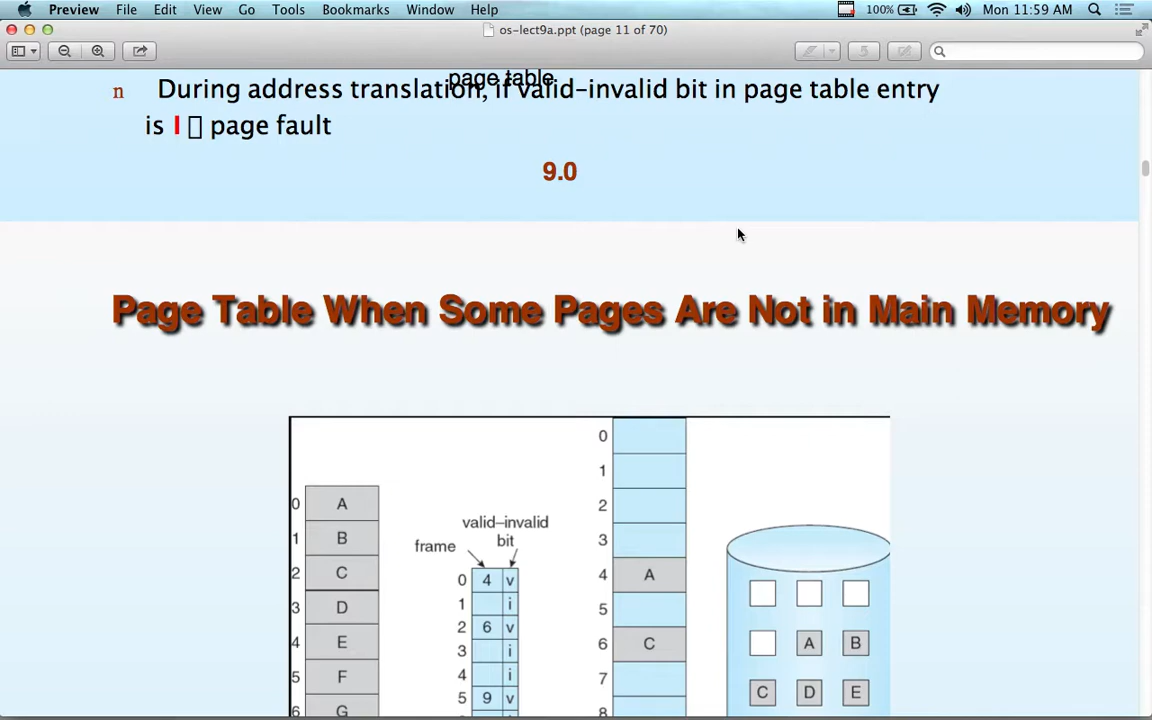 Preview File Edit View Go Tools Bookmarks Window Help 100% Mon 11:59 AM
os-lect9a.ppt (page 11 of 70)
page table
n During address translation, if valid–invalid bit in page table entry
is I page fault
9.0
Page Table When Some Pages Are Not in Main Memory
0 A
1 B
2 C
3 D
4 E
5 F
6 G
valid–invalid
bit
frame
0 4 v
1 i
2 6 v
3 i
4 i
5 9 v
0
1
2
3
4 A
5
6 C
7
8
A B
C D E